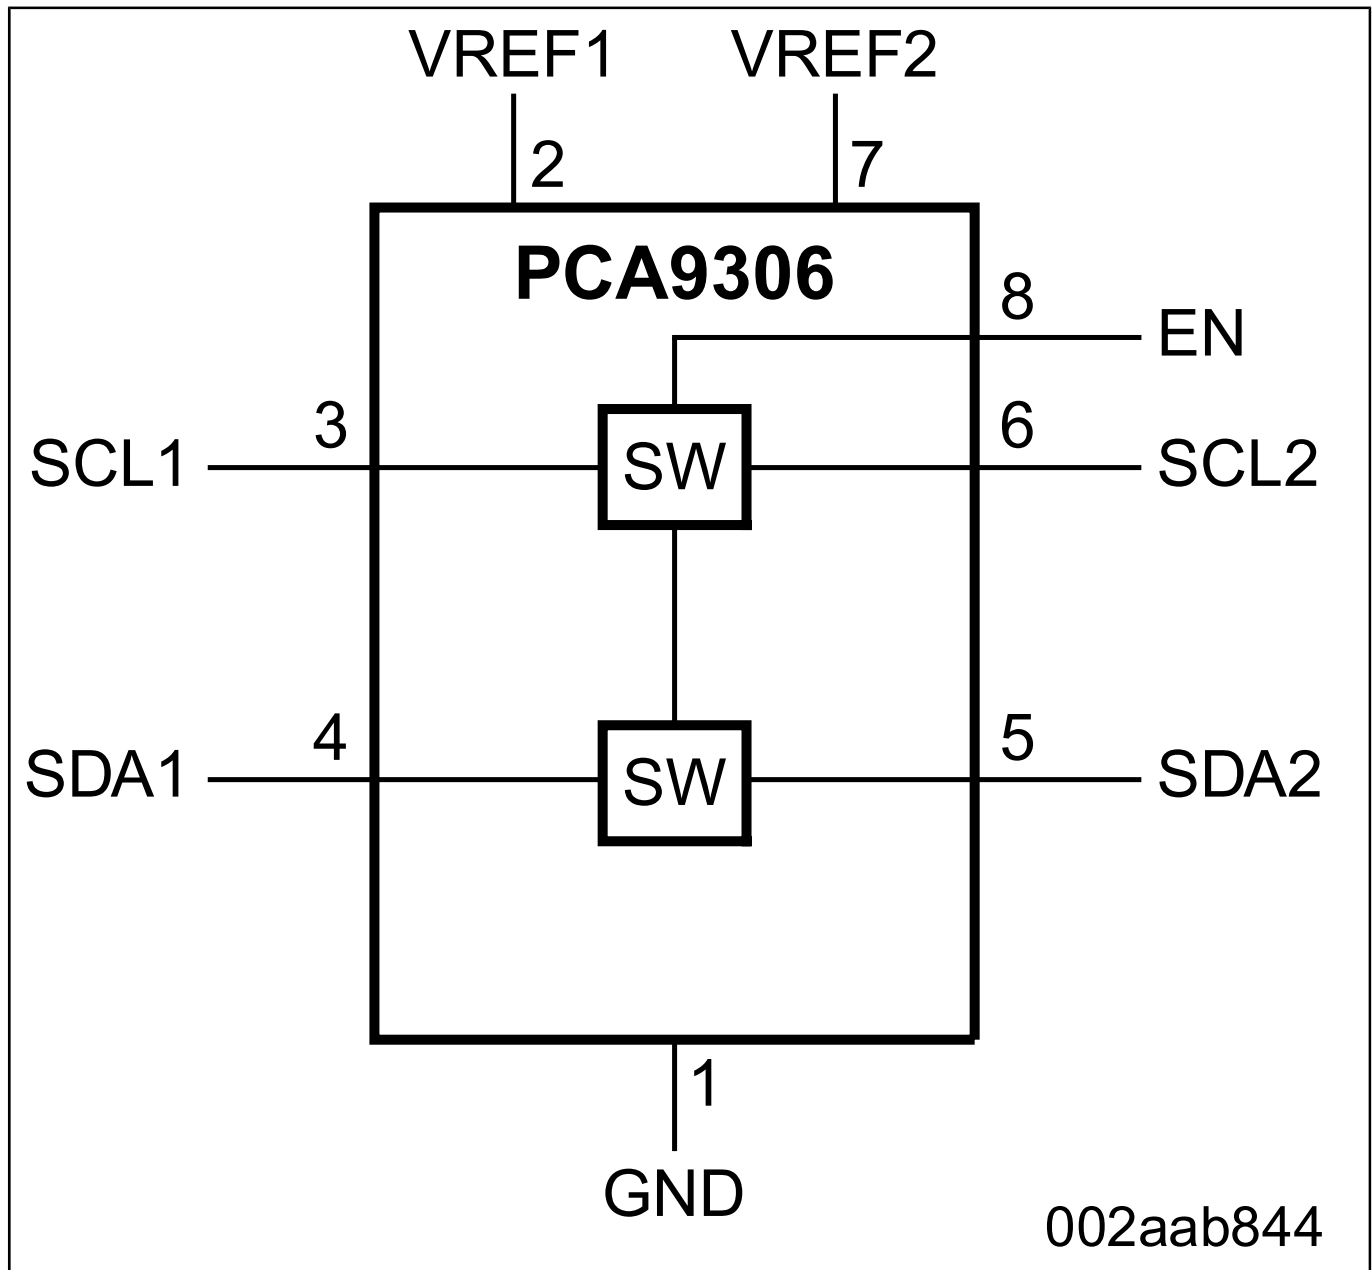 VREF1 VREF2
2 7
PCA9306
8 EN
3 6
SCL1 SW SCL2
4 5
SDA1 SW SDA2
1
GND
002aab844